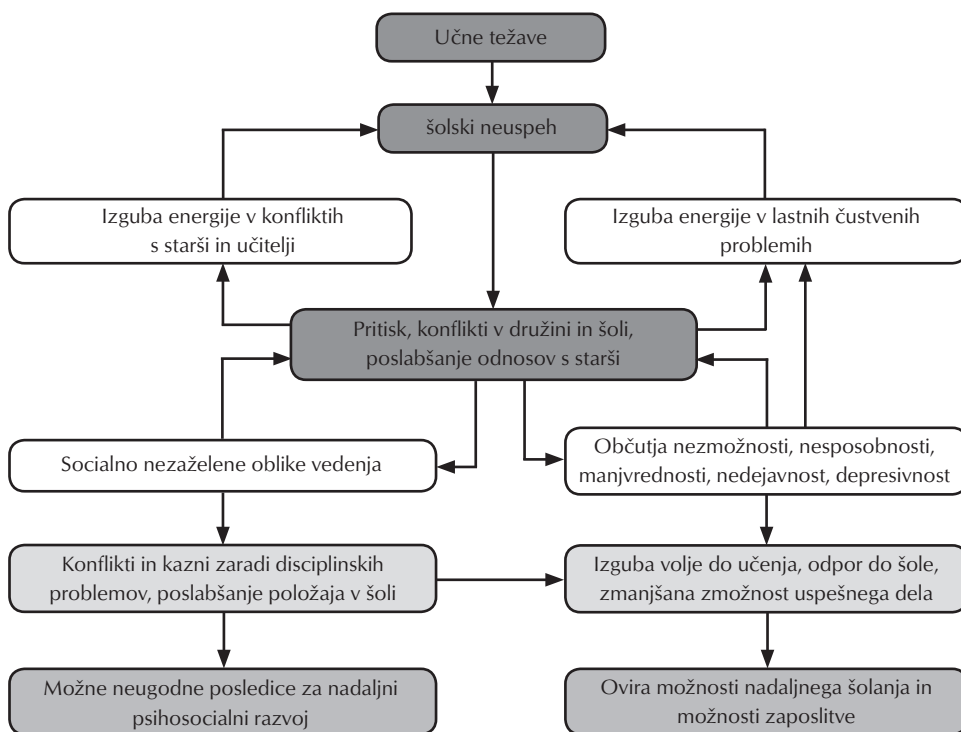 Učne težave
šolski neuspeh
Izguba energije v konfliktih
s starši in učitelji
Izguba energije v lastnih čustvenih
problemih
Pritisk, konflikti v družini in šoli,
poslabšanje odnosov s starši
Socialno nezaželene oblike vedenja
Občutja nezmožnosti, nesposobnosti,
manjvrednosti, nedejavnost, depresivnost
Konflikti in kazni zaradi disciplinskih
problemov, poslabšanje položaja v šoli
Izguba volje do učenja, odpor do šole,
zmanjšana zmožnost uspešnega dela
Možne neugodne posledice za nadaljni
psihosocialni razvoj
Ovira možnosti nadaljnega šolanja in
možnosti zaposlitve